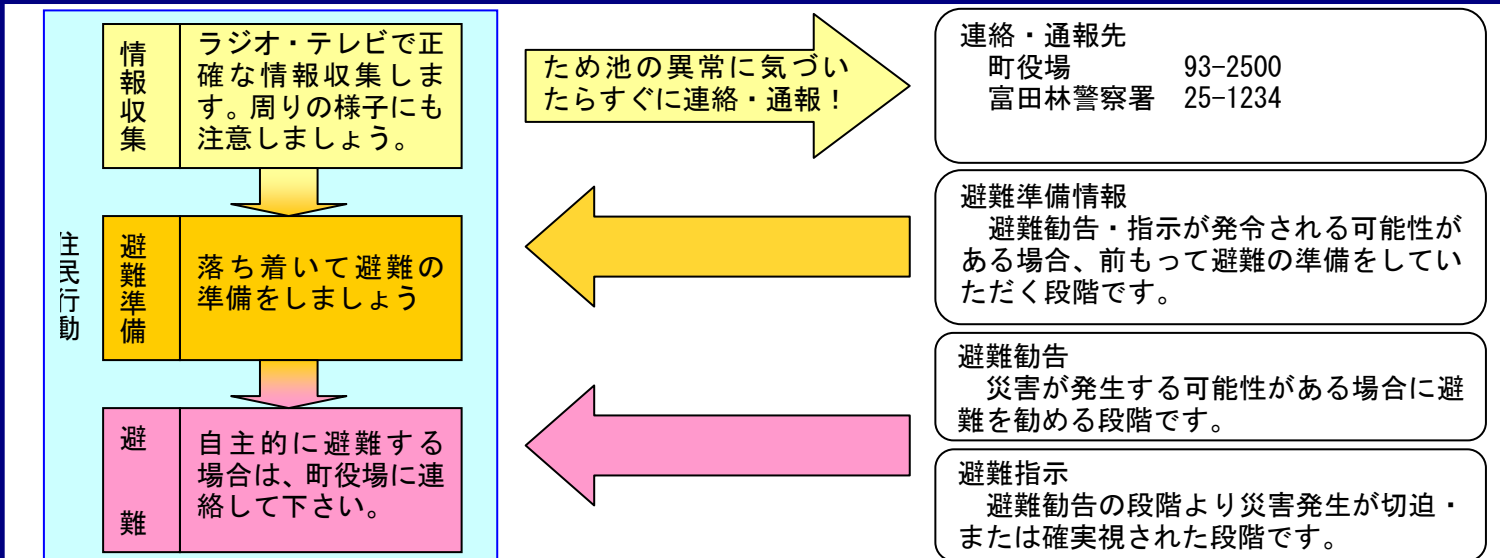 住民行動
情報収集
ラジオ・テレビで正
確な情報収集しま
す。周りの様子にも
注意しましょう。
ため池の異常に気づい
たらすぐに連絡・通報！
連絡・通報先
町役場　　　93-2500
富田林警察署　25-1234
避難準備
落ち着いて避難の
準備をしましょう
避難準備情報
避難勧告・指示が発令される可能性が
ある場合、前もって避難の準備をしてい
ただく段階です。
避難
自主的に避難する
場合は、町役場に連
絡して下さい。
避難勧告
災害が発生する可能性がある場合に避
難を勧める段階です。
避難指示
避難勧告の段階より災害発生が切迫・
または確実視された段階です。